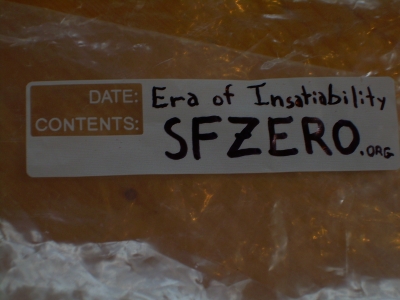 DATE: Era of Insatiability
CONTENTS: SFZERO.ORG